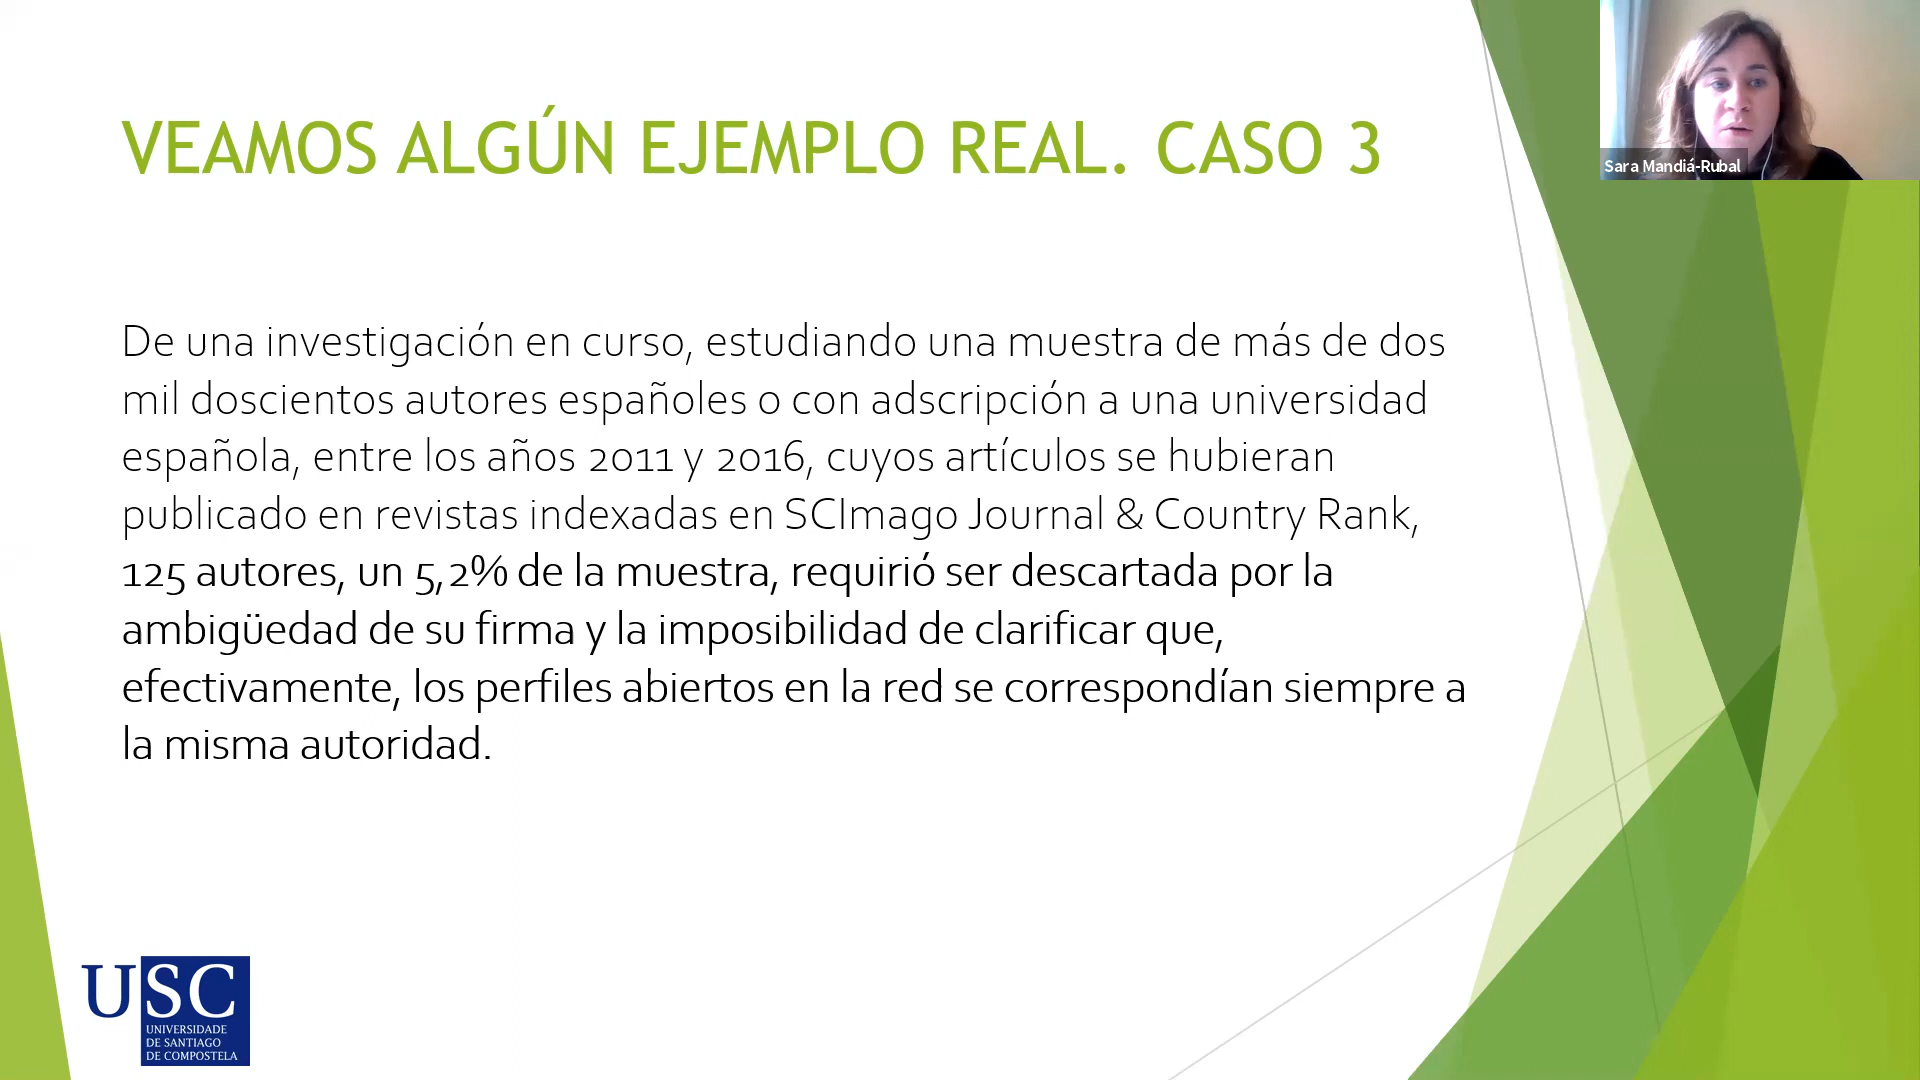 VEAMOS ALGÚN EJEMPLO REAL. CASO 3
Sara Mandiá-Rubal
De una investigación en curso, estudiando una muestra de más de dos
mil doscientos autores españoles o con adscripción a una universidad
española, entre los años 2011 y 2016, cuyos artículos se hubieran
publicado en revistas indexadas en SCImago Journal & Country Rank,
125 autores, un 5,2% de la muestra, requirió ser descartada por la
ambigüedad de su firma y la imposibilidad de clarificar que,
efectivamente, los perfiles abiertos en la red se correspondían siempre a
la misma autoridad.
USC
UNIVERSIDADE
DE SANTIAGO
DE COMPOSTELA